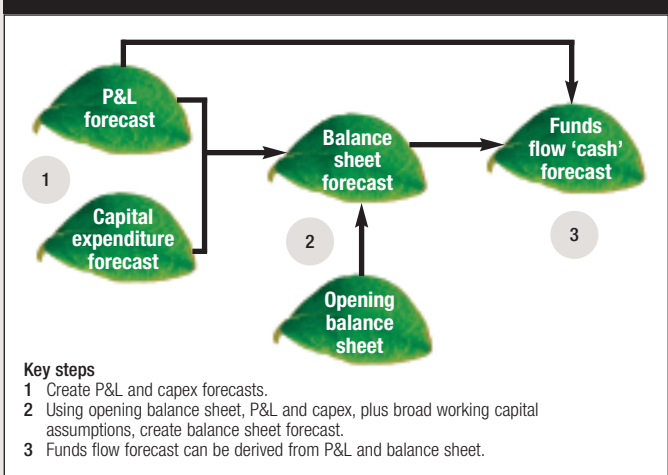 P&L
forecast
Balance
sheet
forecast
Funds
flow ‘cash’
forecast
1
Capital
expenditure
forecast
2
3
Opening
balance
sheet
Key steps
1 Create P&L and capex forecasts.
2 Using opening balance sheet, P&L and capex, plus broad working capital
assumptions, create balance sheet forecast.
3 Funds flow forecast can be derived from P&L and balance sheet.